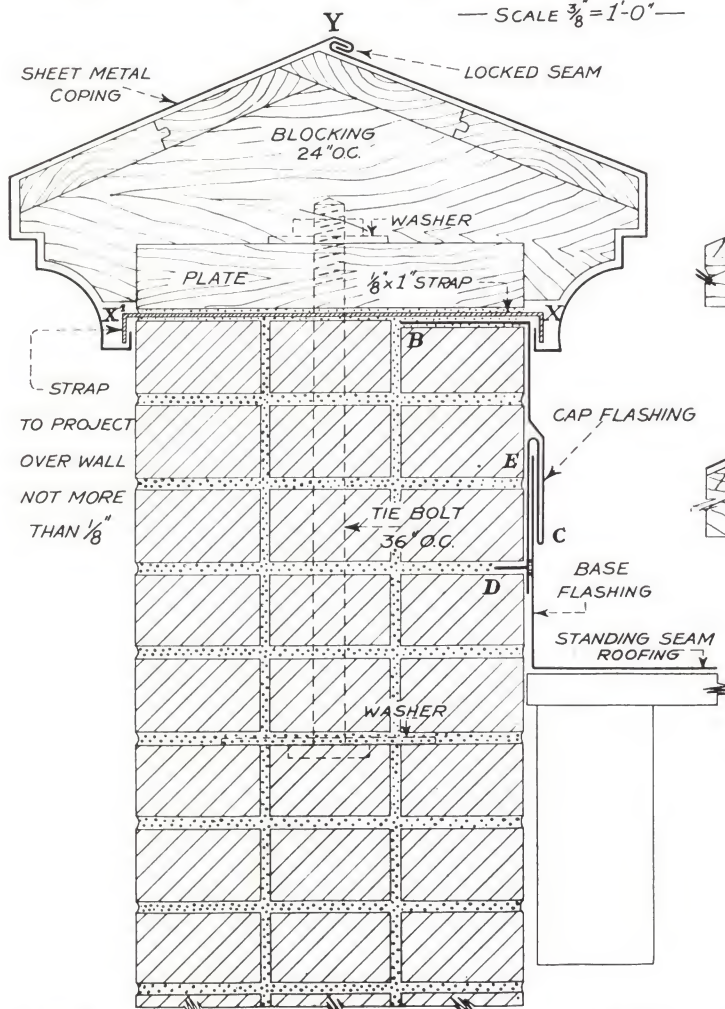 — SCALE 3/8" = 1'-0" —
Y
SHEET METAL
COPING
LOCKED SEAM
BLOCKING
24" O.C.
WASHER
PLATE
1/8" x 1" STRAP
X¹
X
B
STRAP
TO PROJECT
OVER WALL
NOT MORE
THAN 1/8"
CAP FLASHING
E
TIE BOLT
36" O.C.
C
D
BASE
FLASHING
STANDING SEAM
ROOFING
WASHER